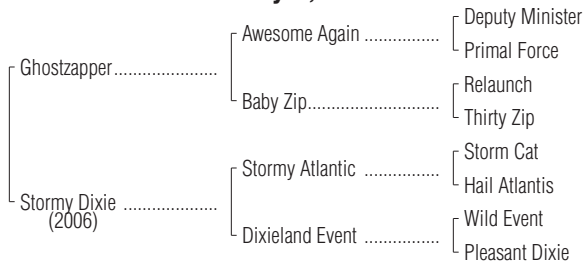 Deputy Minister
Awesome Again ................
Primal Force
Ghostzapper.....................
Relaunch
Baby Zip............................
Thirty Zip
Storm Cat
Stormy Atlantic ................
Hail Atlantis
Stormy Dixie ....................
(2006)
Wild Event
Dixieland Event ................
Pleasant Dixie